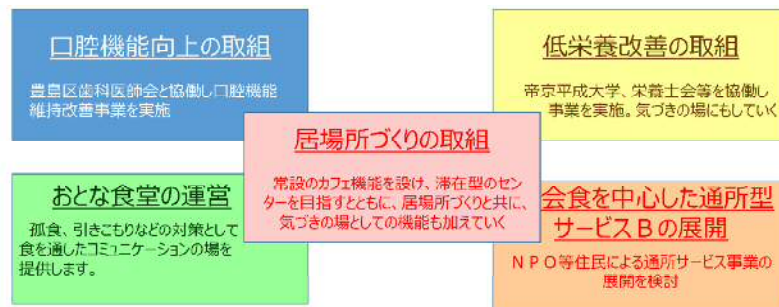 口腔機能向上の取組
豊島区歯科医師会と協働し口腔機能
維持改善事業を実施
低栄養改善の取組
帝京平成大学、栄養士会等を協働し
事業を実施。気づきの場にもしていく
居場所づくりの取組
常設のカフェ機能を設け、滞在型のセン
ターを目指すとともに、居場所づくりと共に、
気づきの場としての機能も加えていく
おとな食堂の運営
孤食、引きこもりなどの対策として
食を通したコミュニケーションの場を
提供します。
会食を中心した通所型
サービスBの展開
NPO等住民による通所サービス事業の
展開を検討